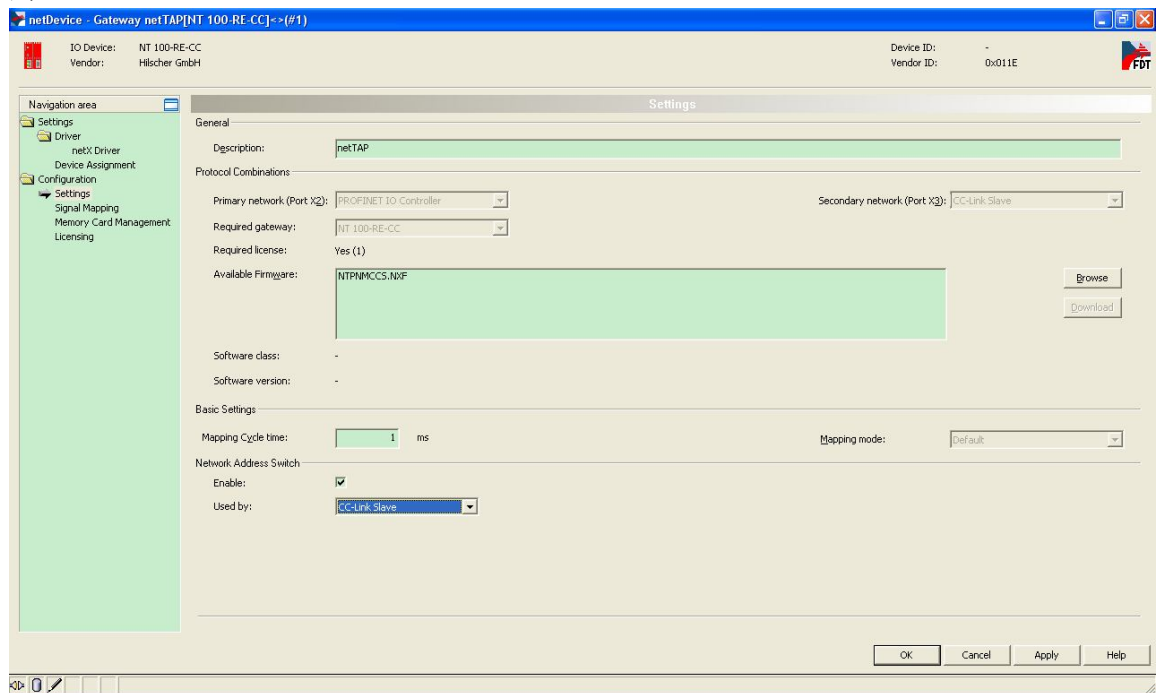 netDevice - Gateway netTAP[NT 100-RE-CC]<>(#1)
IO Device: NT 100-RE-CC Device ID: -
Vendor: Hilscher GmbH Vendor ID: 0x011E
FDT
Navigation area
Settings
Driver
netX Driver
Device Assignment
Configuration
Settings
Signal Mapping
Memory Card Management
Licensing
Settings
General
Description: netTAP
Protocol Combinations
Primary network (Port X2): PROFINET IO Controller Secondary network (Port X3): CC-Link Slave
Required gateway: NT 100-RE-CC
Required license: Yes (1)
Available Firmware: NTPNMCCS.NXF Browse
Download
Software class: -
Software version: -
Basic Settings
Mapping Cycle time: 1 ms Mapping mode: Default
Network Address Switch
Enable:
Used by: CC-Link Slave
OK Cancel Apply Help